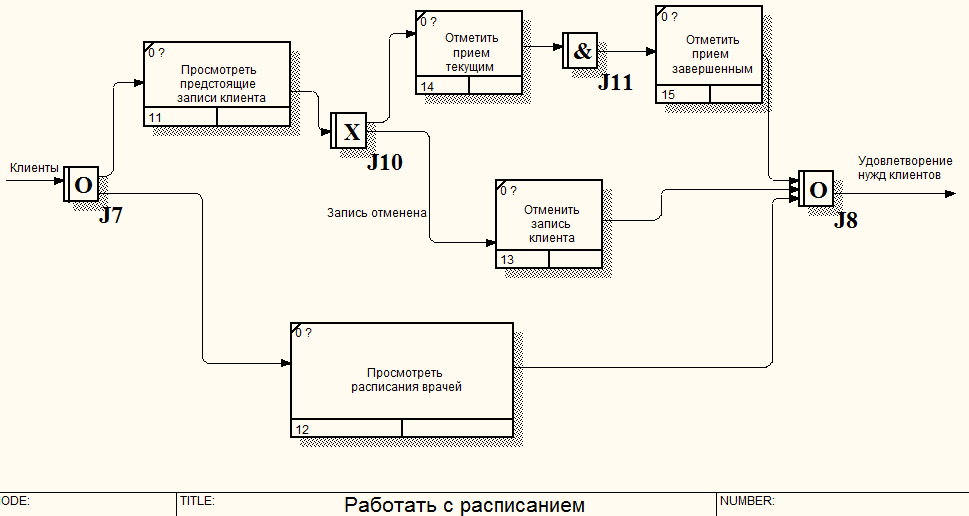 0 ?
Просмотреть
предстоящие
записи клиента
11
0 ?
Отметить
прием
текущим
14
&
J11
0 ?
Отметить
прием
завершенным
15
X
J10
Клиенты
O
J7
Запись отменена
0 ?
Отменить
запись
клиента
13
Удовлетворение
нужд клиентов
O
J8
0 ?
Просмотреть
расписания врачей
12
ODE:
TITLE:
Работать с расписанием
NUMBER: